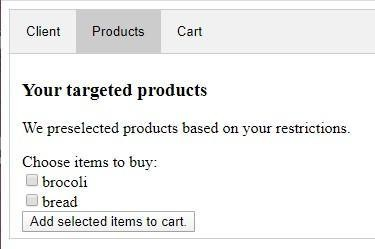 Client Products Cart
Your targeted products
We preselected products based on your restrictions.
Choose items to buy:
brocoli
bread
Add selected items to cart.